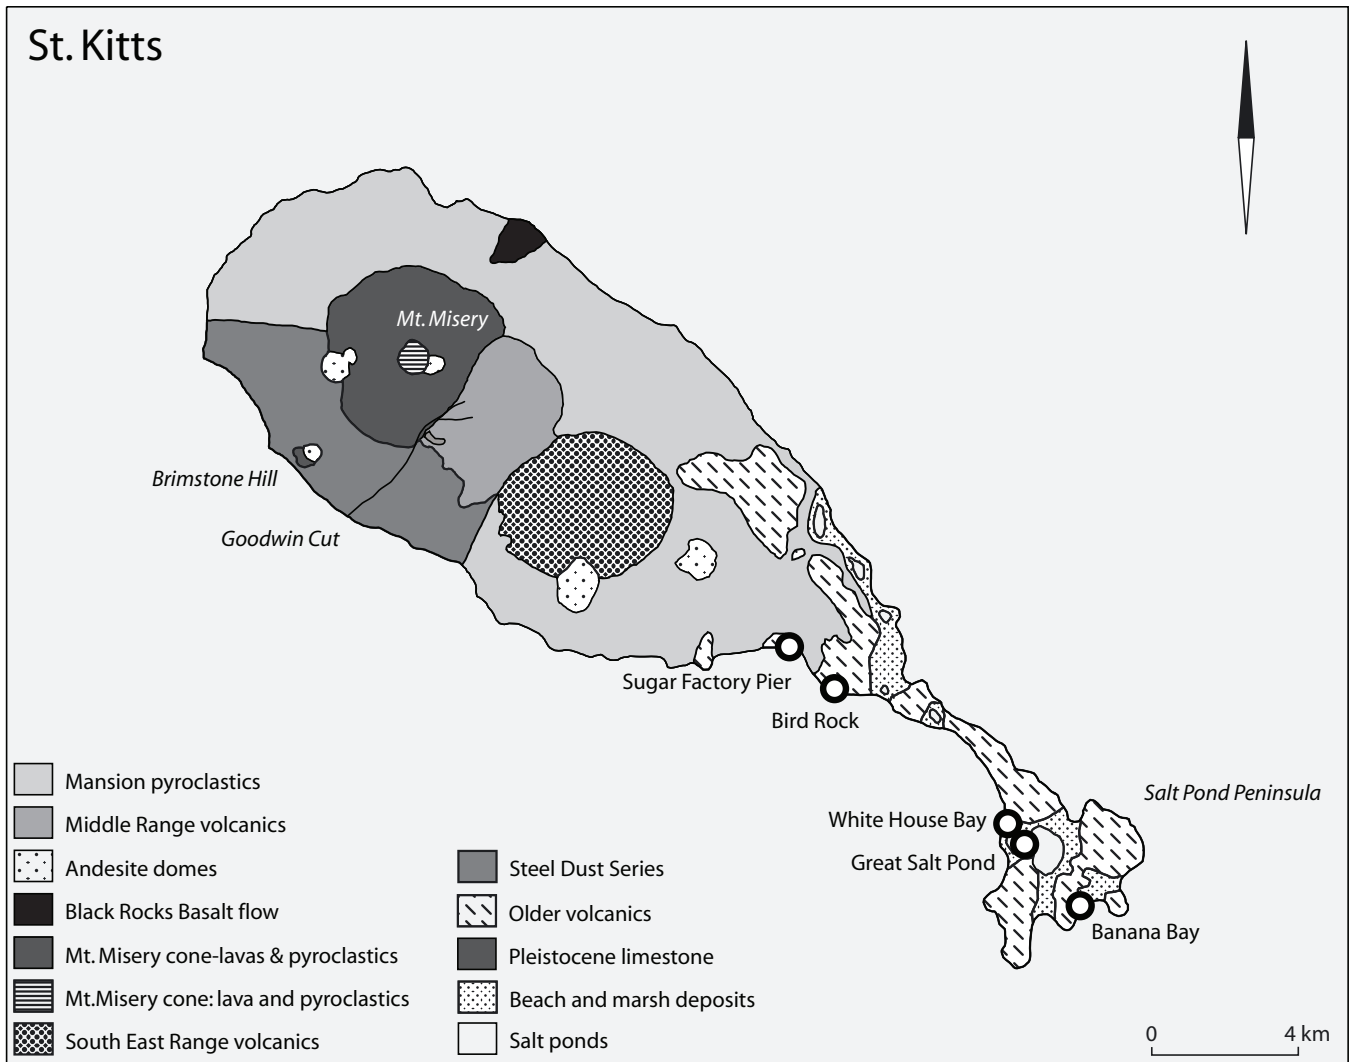 St. Kitts
Mt. Misery
Brimstone Hill
Goodwin Cut
Sugar Factory Pier
Bird Rock
Salt Pond Peninsula
White House Bay
Great Salt Pond
Banana Bay
Mansion pyroclastics
Middle Range volcanics
Andesite domes
Black Rocks Basalt flow
Mt. Misery cone-lavas & pyroclastics
Mt.Misery cone: lava and pyroclastics
South East Range volcanics
Steel Dust Series
Older volcanics
Pleistocene limestone
Beach and marsh deposits
Salt ponds
0 4 km